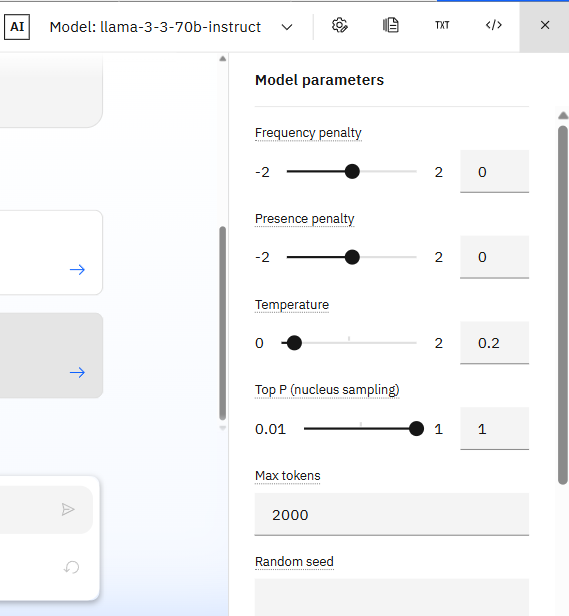 AI Model: llama-3-3-70b-instruct TXT </>
Model parameters
Frequency penalty
-2 2 0
Presence penalty
-2 2 0
Temperature
0 2 0.2
Top P (nucleus sampling)
0.01 1 1
Max tokens
2000
Random seed